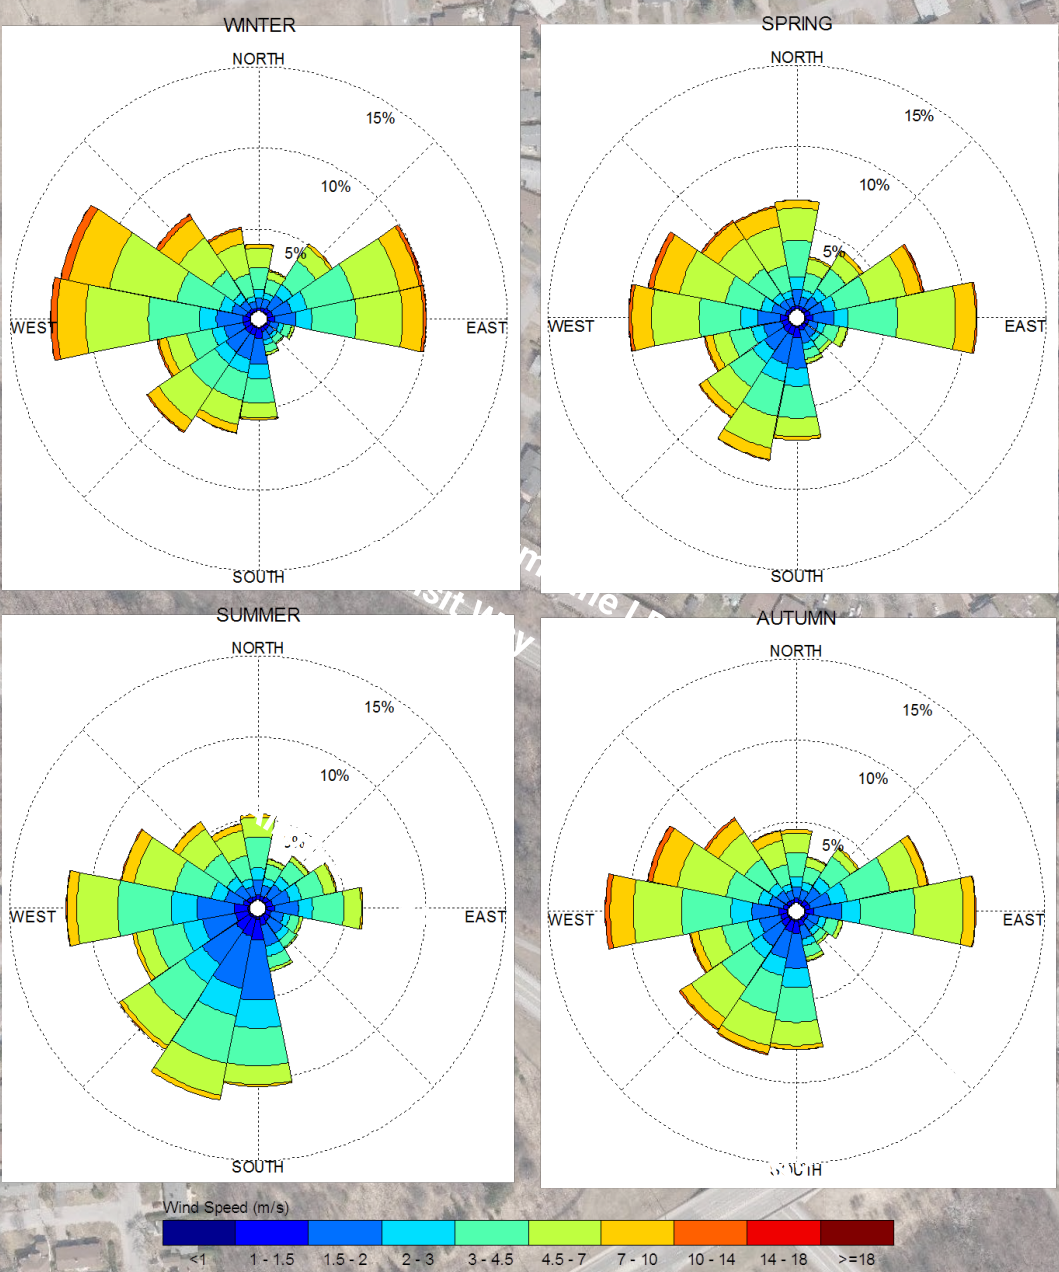 WINTER
NORTH
15%
10%
5%
WEST
EAST
SOUTH
SPRING
NORTH
15%
10%
5%
WEST
EAST
SOUTH
SUMMER
NORTH
15%
10%
WEST
EAST
SOUTH
AUTUMN
NORTH
15%
10%
5%
WEST
EAST
SOUTH
Wind Speed (m/s)
<1 1 - 1.5 1.5 - 2 2 - 3 3 - 4.5 4.5 - 7 7 - 10 10 - 14 14 - 18 >=18